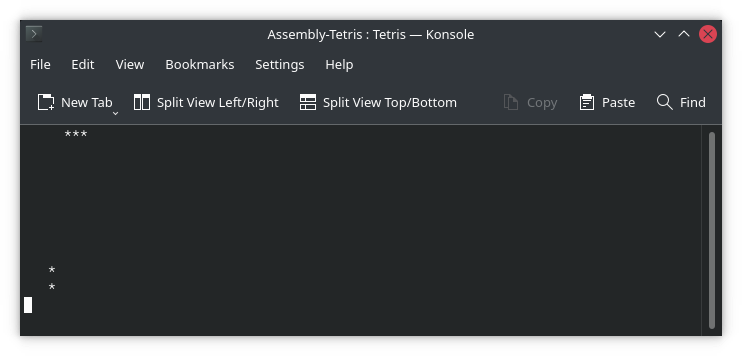 Assembly-Tetris : Tetris — Konsole
File Edit View Bookmarks Settings Help
New Tab Split View Left/Right Split View Top/Bottom Copy Paste Find
***
*
*